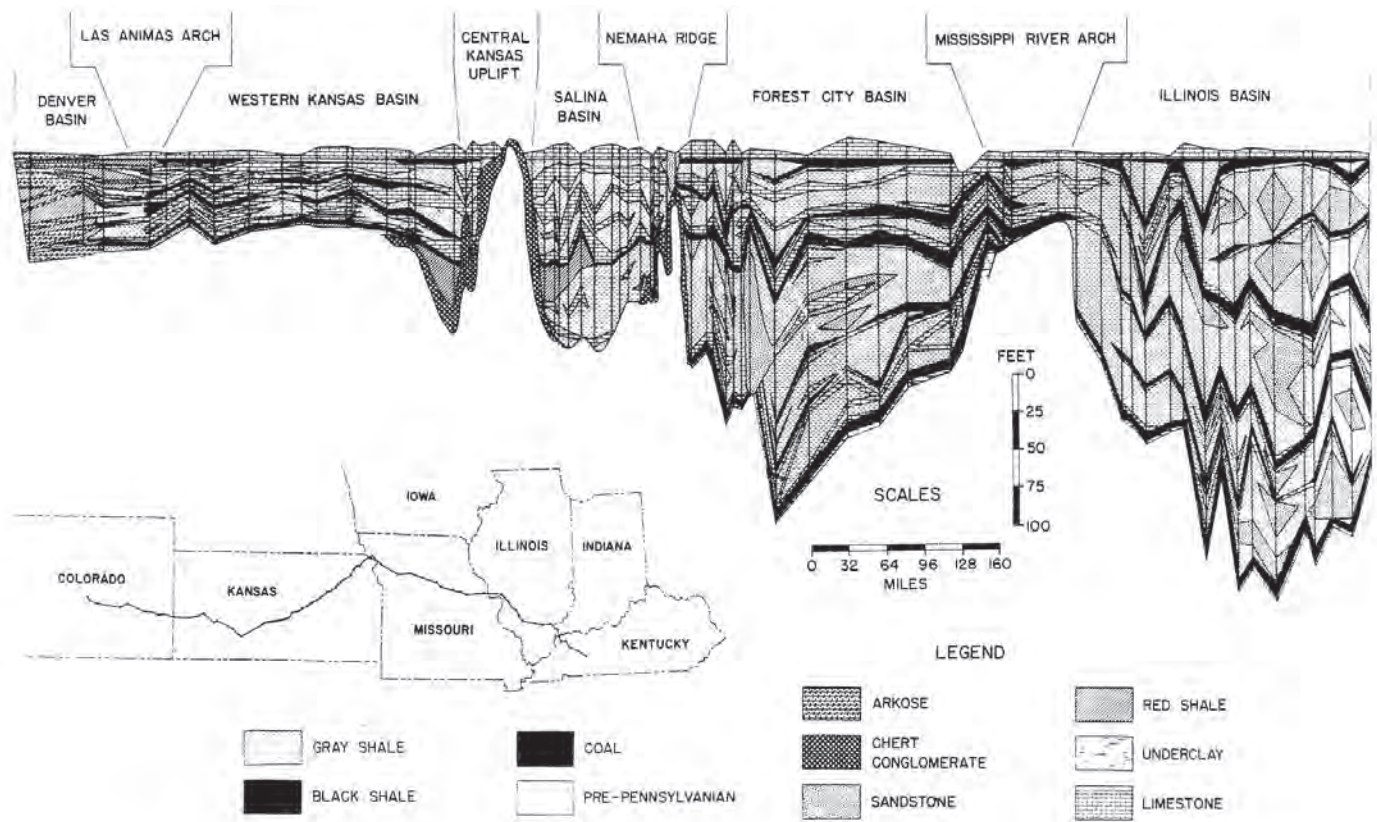 LAS ANIMAS ARCH
CENTRAL
KANSAS
UPLIFT
NEMAHA RIDGE
MISSISSIPPI RIVER ARCH
DENVER
BASIN
WESTERN KANSAS BASIN
SALINA
BASIN
FOREST CITY BASIN
ILLINOIS BASIN
FEET
0
25
50
75
100
SCALES
0 32 64 96 128 160
MILES
IOWA
ILLINOIS
INDIANA
COLORADO
KANSAS
MISSOURI
KENTUCKY
LEGEND
GRAY SHALE
BLACK SHALE
COAL
PRE-PENNSYLVANIAN
ARKOSE
CHERT
CONGLOMERATE
SANDSTONE
RED SHALE
UNDERCLAY
LIMESTONE